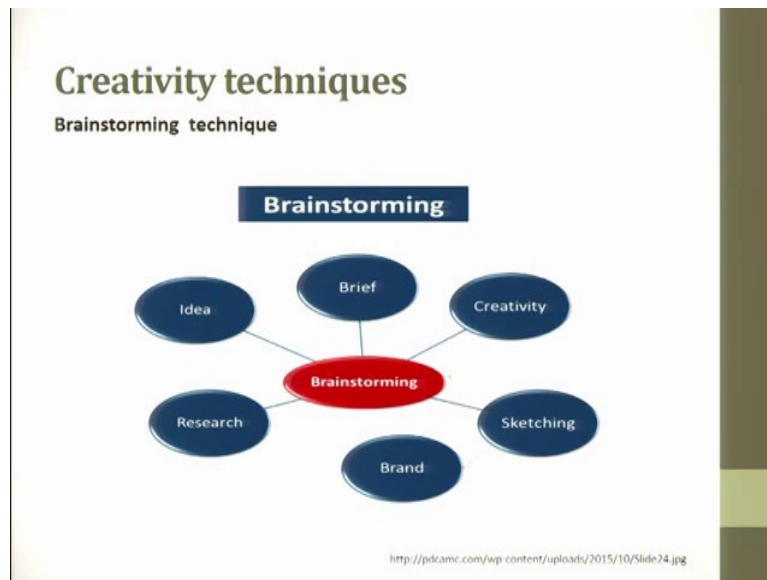 Creativity techniques
Brainstorming technique
Brainstorming
Brief
Idea
Creativity
Brainstorming
Research
Sketching
Brand
http://pdcamc.com/wp-content/uploads/2015/10/Slide24.jpg